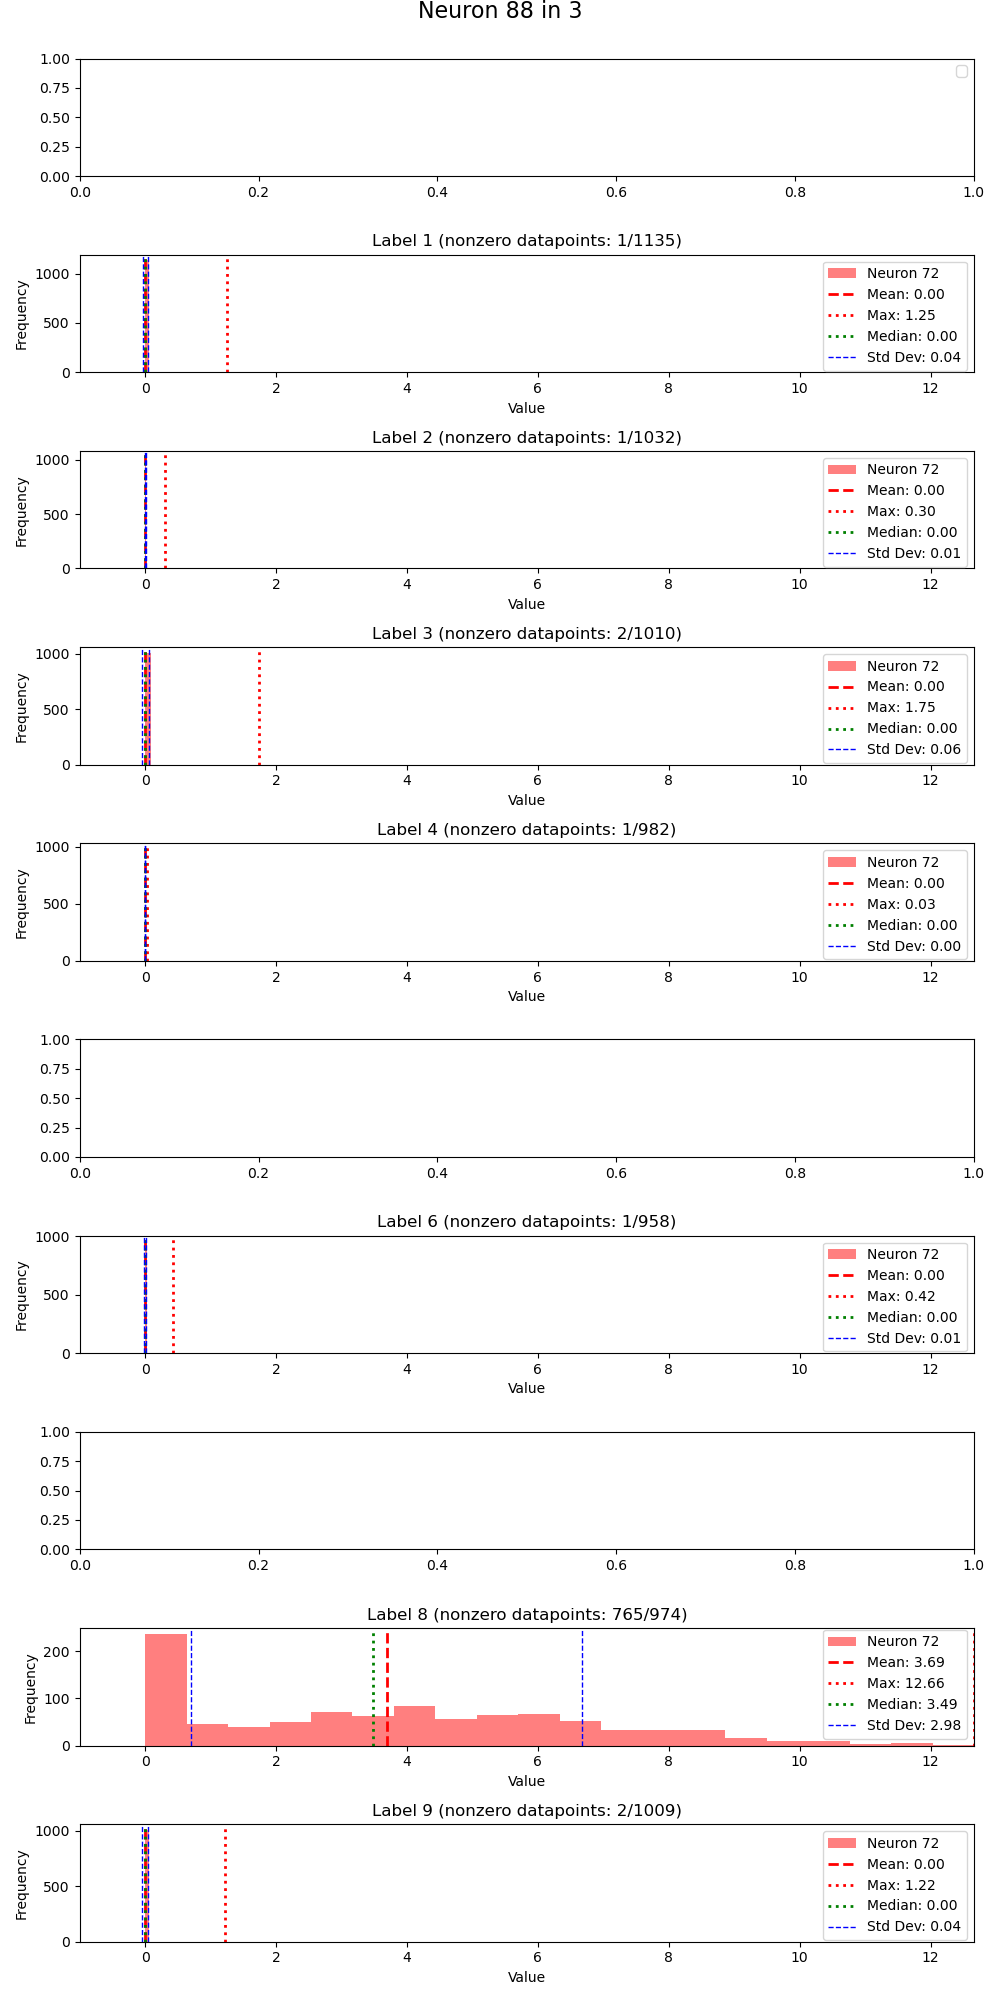 Neuron 88 in 3
1.00
0.75
0.50
0.25
0.00
0.0 0.2 0.4 0.6 0.8 1.0
Label 1 (nonzero datapoints: 1/1135)
Frequency
1000
500
0
Neuron 72
Mean: 0.00
Max: 1.25
Median: 0.00
Std Dev: 0.04
0 2 4 6 8 10 12
Value
Label 2 (nonzero datapoints: 1/1032)
Frequency
1000
500
0
Neuron 72
Mean: 0.00
Max: 0.30
Median: 0.00
Std Dev: 0.01
0 2 4 6 8 10 12
Value
Label 3 (nonzero datapoints: 2/1010)
Frequency
1000
500
0
Neuron 72
Mean: 0.00
Max: 1.75
Median: 0.00
Std Dev: 0.06
0 2 4 6 8 10 12
Value
Label 4 (nonzero datapoints: 1/982)
Frequency
1000
500
0
Neuron 72
Mean: 0.00
Max: 0.03
Median: 0.00
Std Dev: 0.00
0 2 4 6 8 10 12
Value
1.00
0.75
0.50
0.25
0.00
0.0 0.2 0.4 0.6 0.8 1.0
Label 6 (nonzero datapoints: 1/958)
Frequency
1000
500
0
Neuron 72
Mean: 0.00
Max: 0.42
Median: 0.00
Std Dev: 0.01
0 2 4 6 8 10 12
Value
1.00
0.75
0.50
0.25
0.00
0.0 0.2 0.4 0.6 0.8 1.0
Label 8 (nonzero datapoints: 765/974)
Frequency
200
100
0
Neuron 72
Mean: 3.69
Max: 12.66
Median: 3.49
Std Dev: 2.98
0 2 4 6 8 10 12
Value
Label 9 (nonzero datapoints: 2/1009)
Frequency
1000
500
0
Neuron 72
Mean: 0.00
Max: 1.22
Median: 0.00
Std Dev: 0.04
0 2 4 6 8 10 12
Value